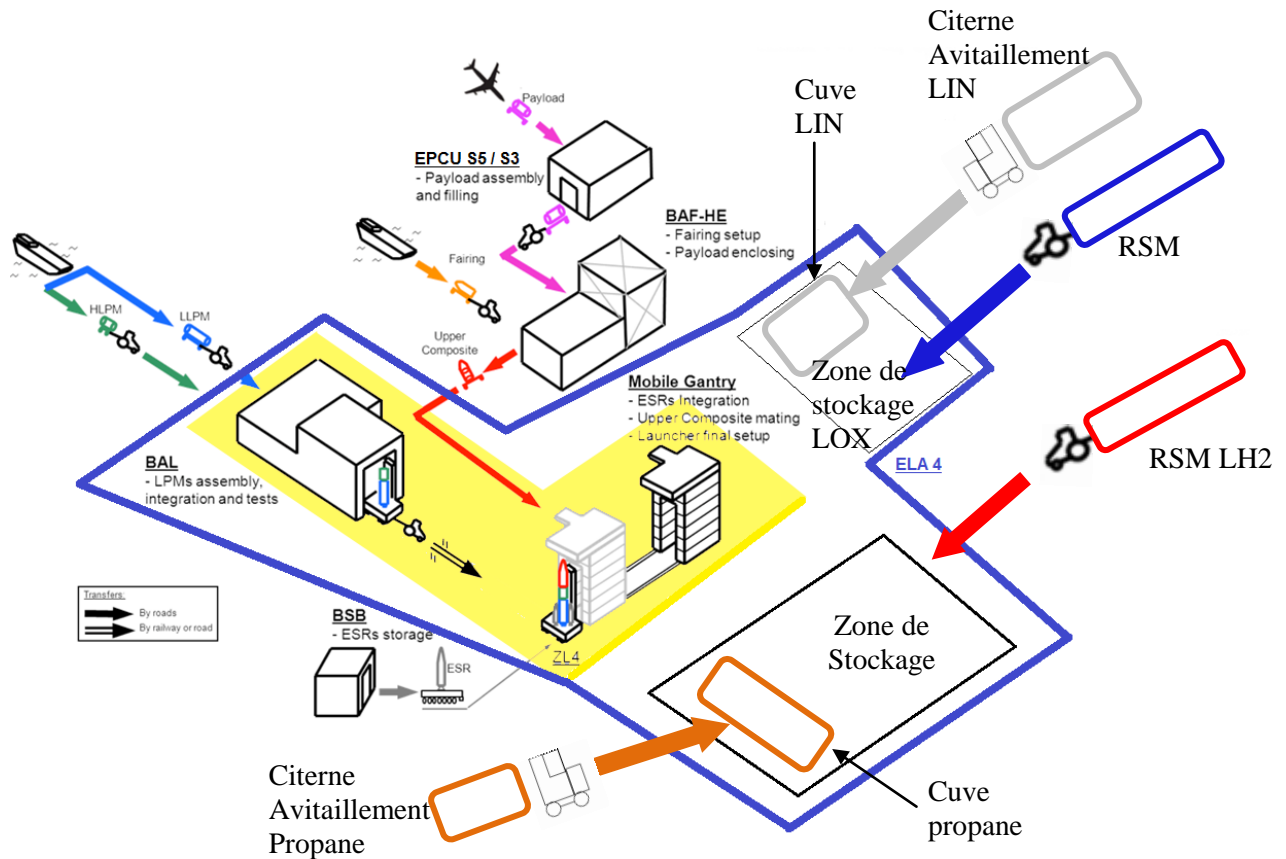 Citerne
Avitaillement
LIN
Cuve
LIN
Payload
EPCU S5 / S3
- Payload assembly
and filling
BAF-HE
- Fairing setup
- Payload enclosing
RSM
Fairing
HLPM
LLPM
Upper
Composite
Zone de
stockage
LOX
Mobile Gantry
- ESRs Integration
- Upper Composite mating
- Launcher final setup
RSM LH2
ELA 4
BAL
- LPMs assembly,
integration and tests
Transfers:
By roads
By railway or road
BSB
- ESRs storage
ESR
ZL4
Zone de
Stockage
Citerne
Avitaillement
Propane
Cuve
propane